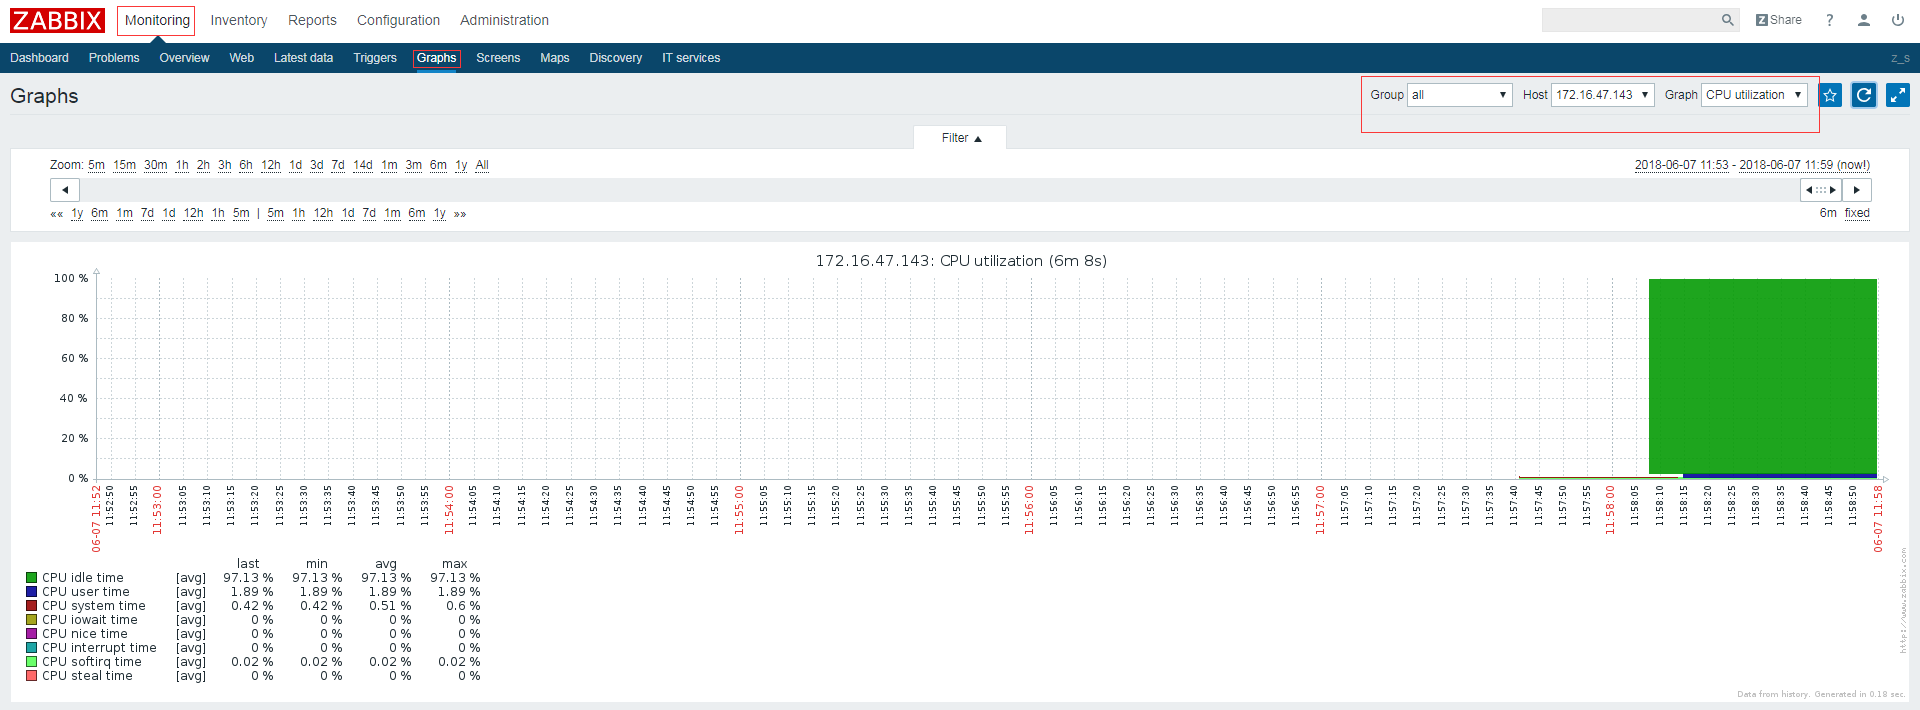 ZABBIX Monitoring Inventory Reports Configuration Administration Z Share ?
Dashboard Problems Overview Web Latest data Triggers Graphs Screens Maps Discovery IT services z_s
Graphs Group all Host 172.16.47.143 Graph CPU utilization
Filter
Zoom: 5m 15m 30m 1h 2h 3h 6h 12h 1d 3d 7d 14d 1m 3m 6m 1y All 2018-06-07 11:53 - 2018-06-07 11:59 (now!)
«« 1y 6m 1m 7d 1d 12h 1h 5m | 5m 1h 12h 1d 7d 1m 6m 1y »» 6m fixed
172.16.47.143: CPU utilization (6m 8s)
100 %
80 %
60 %
40 %
20 %
0 %
06-07 11:52 11:52:50 11:52:55 11:53:00 11:53:05 11:53:10 11:53:15 11:53:20 11:53:25 11:53:30 11:53:35 11:53:40 11:53:45 11:53:50 11:53:55 11:54:00 11:54:05 11:54:10 11:54:15 11:54:20 11:54:25 11:54:30 11:54:35 11:54:40 11:54:45 11:54:50 11:54:55 11:55:00 11:55:05 11:55:10 11:55:15 11:55:20 11:55:25 11:55:30 11:55:35 11:55:40 11:55:45 11:55:50 11:55:55 11:56:00 11:56:05 11:56:10 11:56:15 11:56:20 11:56:25 11:56:30 11:56:35 11:56:40 11:56:45 11:56:50 11:56:55 11:57:00 11:57:05 11:57:10 11:57:15 11:57:20 11:57:25 11:57:30 11:57:35 11:57:40 11:57:45 11:57:50 11:57:55 11:58:00 11:58:05 11:58:10 11:58:15 11:58:20 11:58:25 11:58:30 11:58:35 11:58:40 11:58:45 11:58:50 06-07 11:58
last min avg max
CPU idle time [avg] 97.13 % 97.13 % 97.13 % 97.13 %
CPU user time [avg] 1.89 % 1.89 % 1.89 % 1.89 %
CPU system time [avg] 0.42 % 0.42 % 0.51 % 0.6 %
CPU iowait time [avg] 0 % 0 % 0 % 0 %
CPU nice time [avg] 0 % 0 % 0 % 0 %
CPU interrupt time [avg] 0 % 0 % 0 % 0 %
CPU softirq time [avg] 0.02 % 0.02 % 0.02 % 0.02 %
CPU steal time [avg] 0 % 0 % 0 % 0 %
http://www.zabbix.com
Data from history. Generated in 0.18 sec.